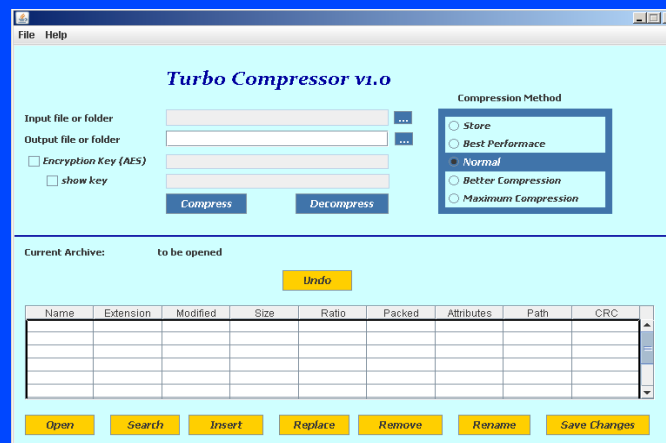 File Help
Turbo Compressor v1.0
Compression Method
Input file or folder
...
Store
Output file or folder
...
Best Performace
Encryption Key (AES)
Normal
show key
Better Compression
Compress
Decompress
Maximum Compression
Current Archive: to be opened
Undo
Name Extension Modified Size Ratio Packed Attributes Path CRC
Open Search Insert Replace Remove Rename Save Changes